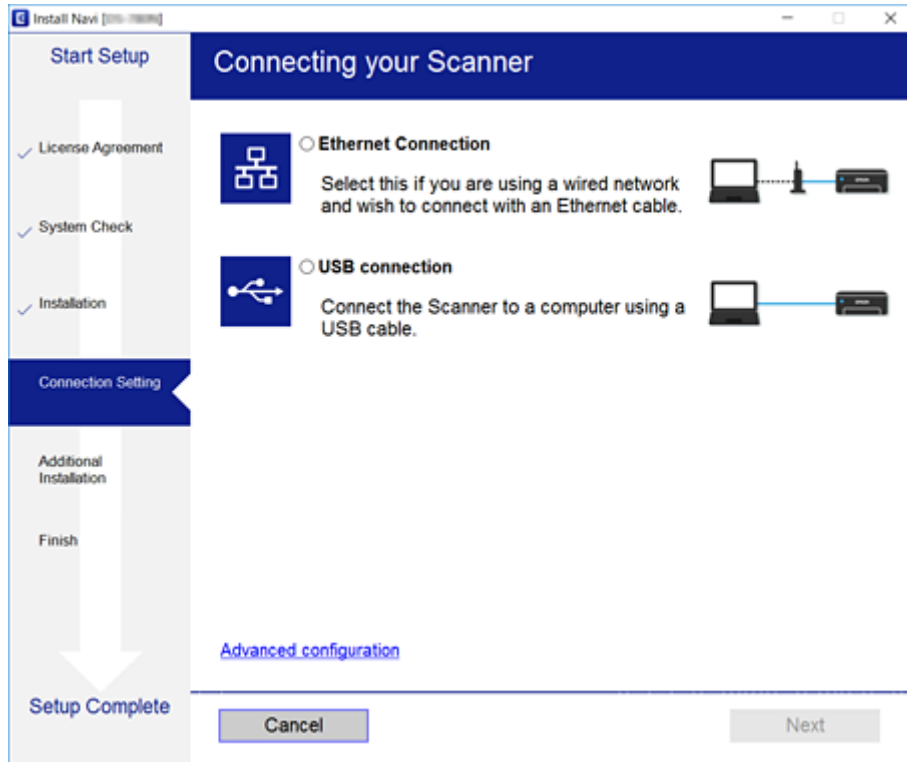 Install Navi [
Start Setup
Connecting your Scanner
License Agreement
System Check
Installation
Connection Setting
Additional
Installation
Finish
Setup Complete
Ethernet Connection
Select this if you are using a wired network
and wish to connect with an Ethernet cable.
USB connection
Connect the Scanner to a computer using a
USB cable.
Advanced configuration
Cancel
Next